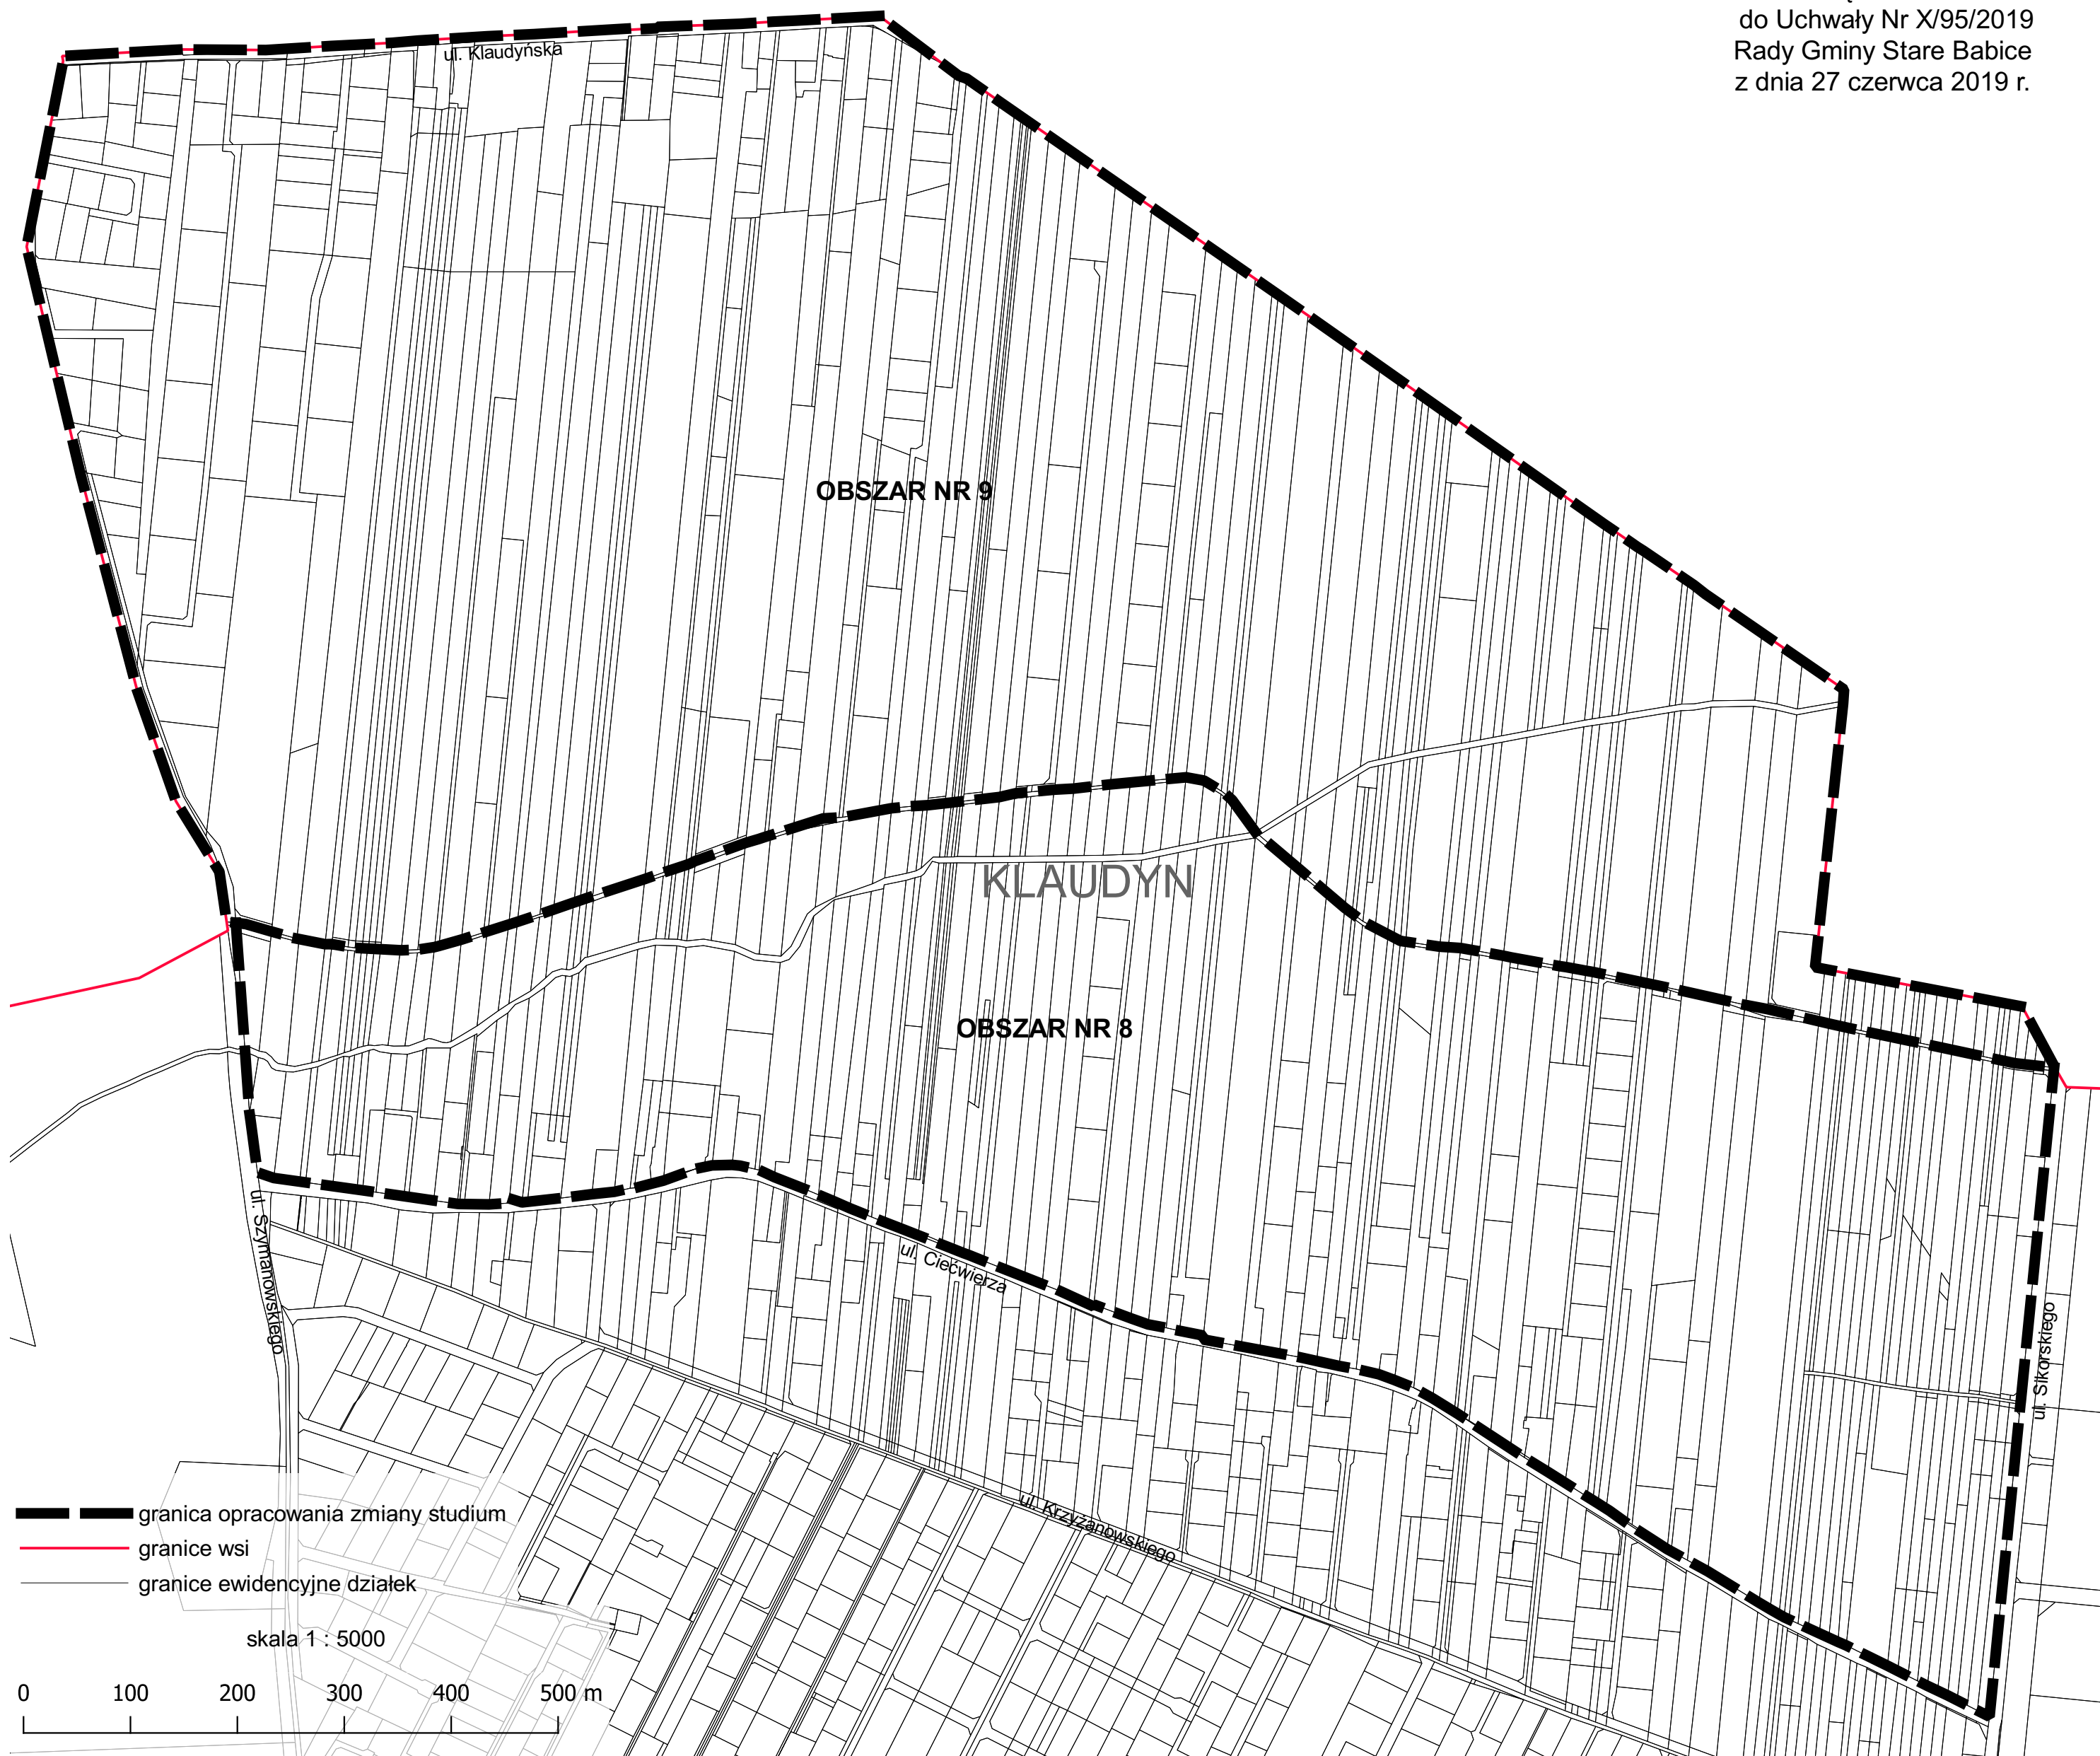 do Uchwały Nr X/95/2019
Rady Gminy Stare Babice
z dnia 27 czerwca 2019 r.
ul. Klaudyńska
OBSZAR NR 9
KLAUDYN
OBSZAR NR 8
ul. Szymanowskiego
ul. Ciećwierza
ul. Sikorskiego
ul. Krzyżanowskiego
granica opracowania zmiany studium
granice wsi
granice ewidencyjne działek
skala 1 : 5000
0 100 200 300 400 500 m